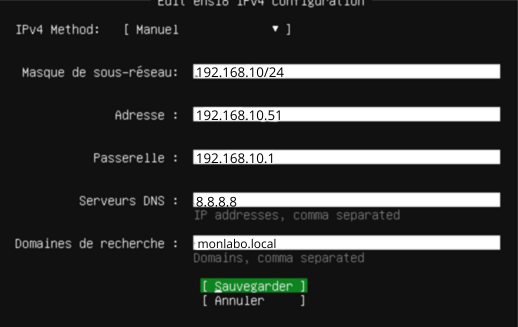 Edit ens18 IPv4 configuration
IPv4 Method: [ Manuel ▼ ]
Masque de sous-réseau: 192.168.10/24
Adresse : 192.168.10.51
Passerelle : 192.168.10.1
Serveurs DNS : 8.8.8.8
IP addresses, comma separated
Domaines de recherche : monlabo.local
Domains, comma separated
[ Sauvegarder ]
[ Annuler ]